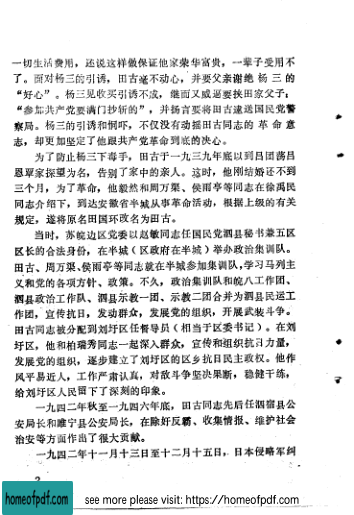 一切生活费用，还说这样做保证他家荣华富贵，一辈子受用不
了。面对杨三的引诱，田古毫不动心，并要父亲谢绝杨三的
“好心”。杨三见收买引诱不成，继而又威逼要挟田家父子：
“参加共产党要满门抄斩的”，并扬言要将田古逮送国民党警
察局。杨三的引诱和恫吓，不仅没有动摇田古同志的革命意
志，却更加坚定了他跟共产党革命到底的决心。
为了防止杨三下毒手，田古于一九三九年底以到吕团荡吕
恩覃家探望为名，告别了家中的亲人。这时，他刚结婚还不到
三个月，为了革命，他毅然和周万渠、侯雨亭等同志在徐禹民
同志介绍下，到达安徽省半城从事革命活动，根据上级的有关
规定，遂将原名田国环改名为田古。
当时，苏皖边区党委以赵敏同志任国民党泗县秘书兼五区
区长的合法身份，在半城（区政府在半城）举办政治集训队。
田古、周万渠、侯雨亭等同志就在半城参加集训队，学习马列主
义和党的各项方针、政策。不久，政治集训队和皖八工作团、
泗县政治工作队、泗县示教一团、示教二团合并为泗县民运工
作团，宣传抗日，发动群众，发展党的组织，开展武装斗争。
田古同志被分配到刘圩区任督导员（相当于区委书记）。在刘
圩区，他和柏瑞秀同志一起深入群众，宣传和组织抗日力量，
发展党的组织，逐步建立了刘圩区的区乡抗日民主政权。他作
风平易近人，工作严肃认真，对敌斗争坚决果断，稳健干练，
给刘圩区人民留下了深刻的印象。
一九四二年秋至一九四六年底，田古同志先后任泗宿县公
安局长和睢宁县公安局长，在除奸反霸、收集情报、维护社会
治安等方面作出了很大贡献。
一九四二年十一月十三日至十二月十五日，日本侵略军纠
2
homeofpdf.com
see more please visit: https://homeofpdf.com
homeofpdf.com